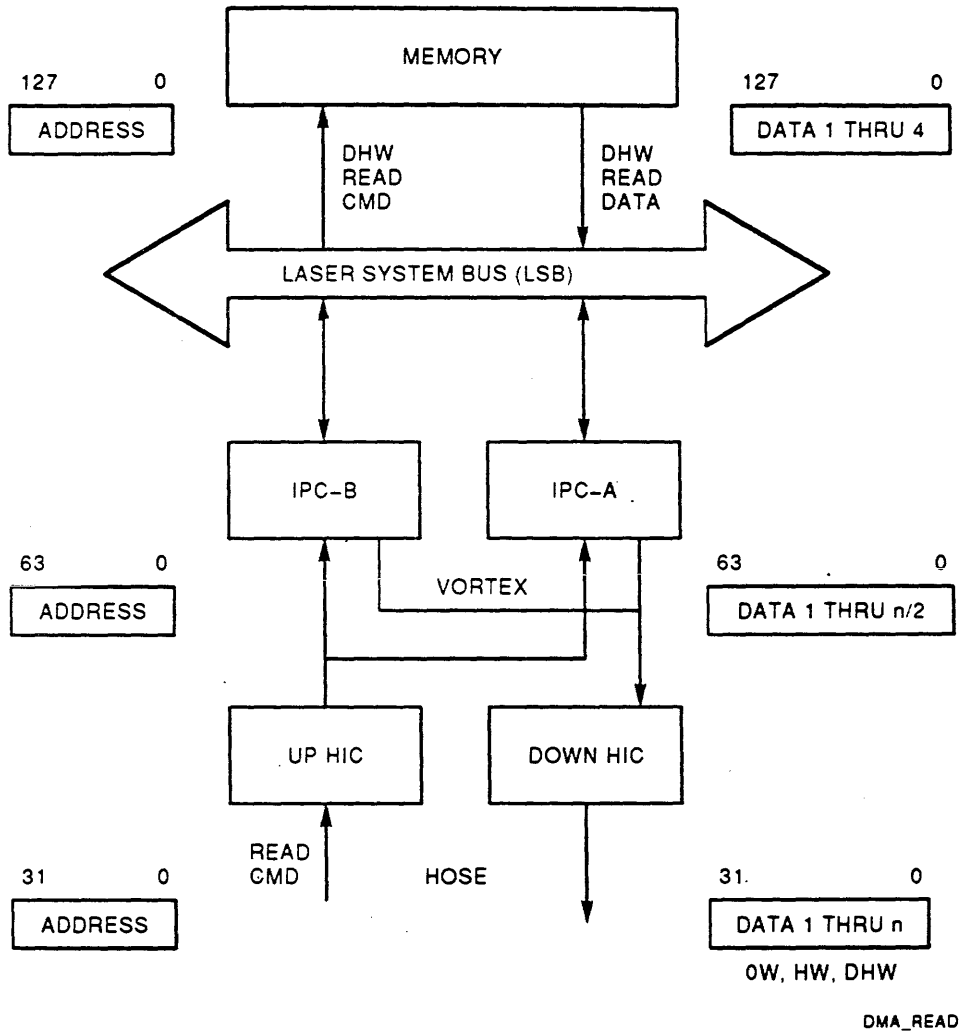 MEMORY
127 0
ADDRESS
127 0
DATA 1 THRU 4
DHW
READ
CMD
DHW
READ
DATA
LASER SYSTEM BUS (LSB)
IPC-B
IPC-A
63 0
ADDRESS
VORTEX
63 0
DATA 1 THRU n/2
UP HIC
DOWN HIC
READ
CMD
HOSE
31 0
ADDRESS
31. 0
DATA 1 THRU n
0W, HW, DHW
DMA_READ